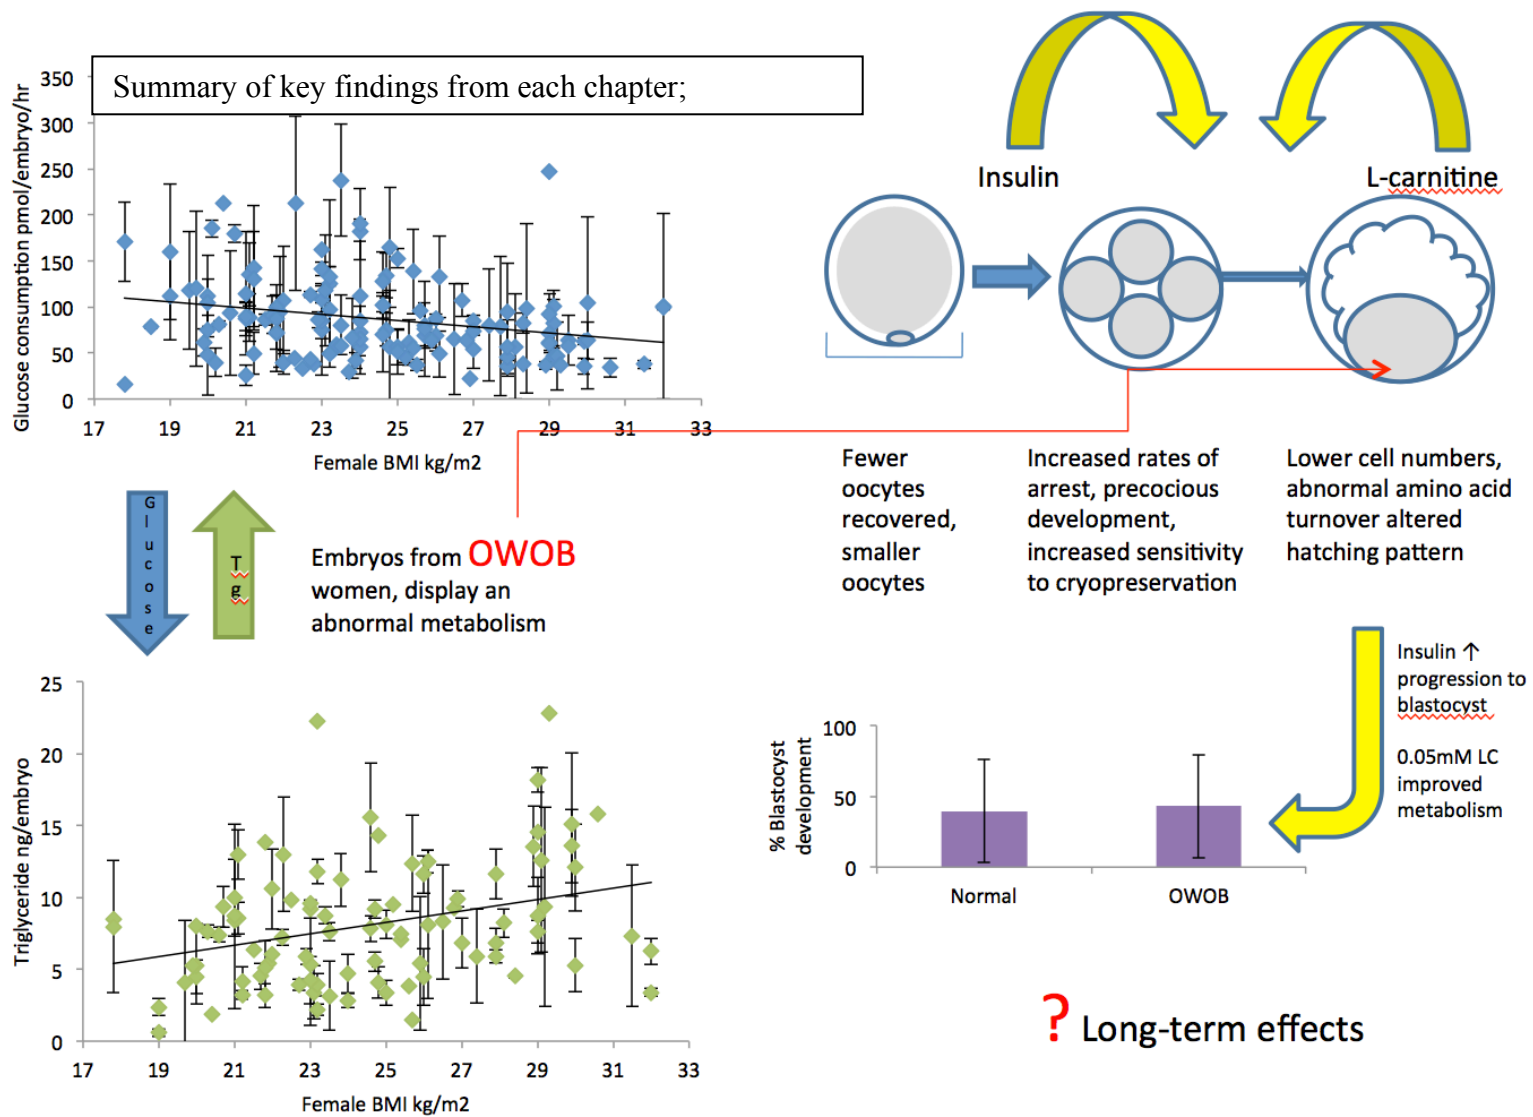 Summary of key findings from each chapter;
Glucose consumption pmol/embryo/hr
350
300
250
200
150
100
50
0
17 19 21 23 25 27 29 31 33
Female BMI kg/m2
Insulin
L-carnitine
Glucose
Tg
Embryos from OWOB
women, display an
abnormal metabolism
Fewer
oocytes
recovered,
smaller
oocytes
Increased rates of
arrest, precocious
development,
increased sensitivity
to cryopreservation
Lower cell numbers,
abnormal amino acid
turnover altered
hatching pattern
Triglyceride ng/embryo
25
20
15
10
5
0
17 19 21 23 25 27 29 31 33
Female BMI kg/m2
Insulin ↑
progression to
blastocyst
0.05mM LC
improved
metabolism
% Blastocyst
development
100
50
0
Normal OWOB
? Long-term effects